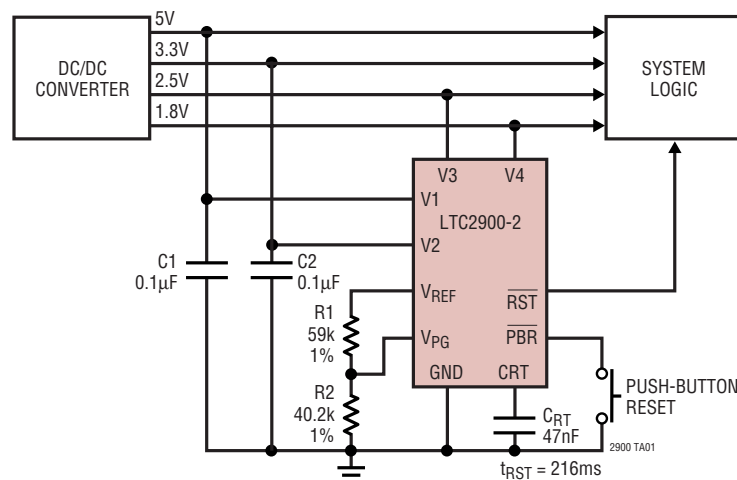 5V
3.3V
2.5V
1.8V
DC/DC
CONVERTER
SYSTEM
LOGIC
V3
V4
V1
LTC2900-2
V2
C1
0.1µF
C2
0.1µF
VREF
RST
R1
59k
1%
VPG
PBR
GND
CRT
R2
40.2k
1%
PUSH-BUTTON
RESET
CRT
47nF
2900 TA01
tRST = 216ms